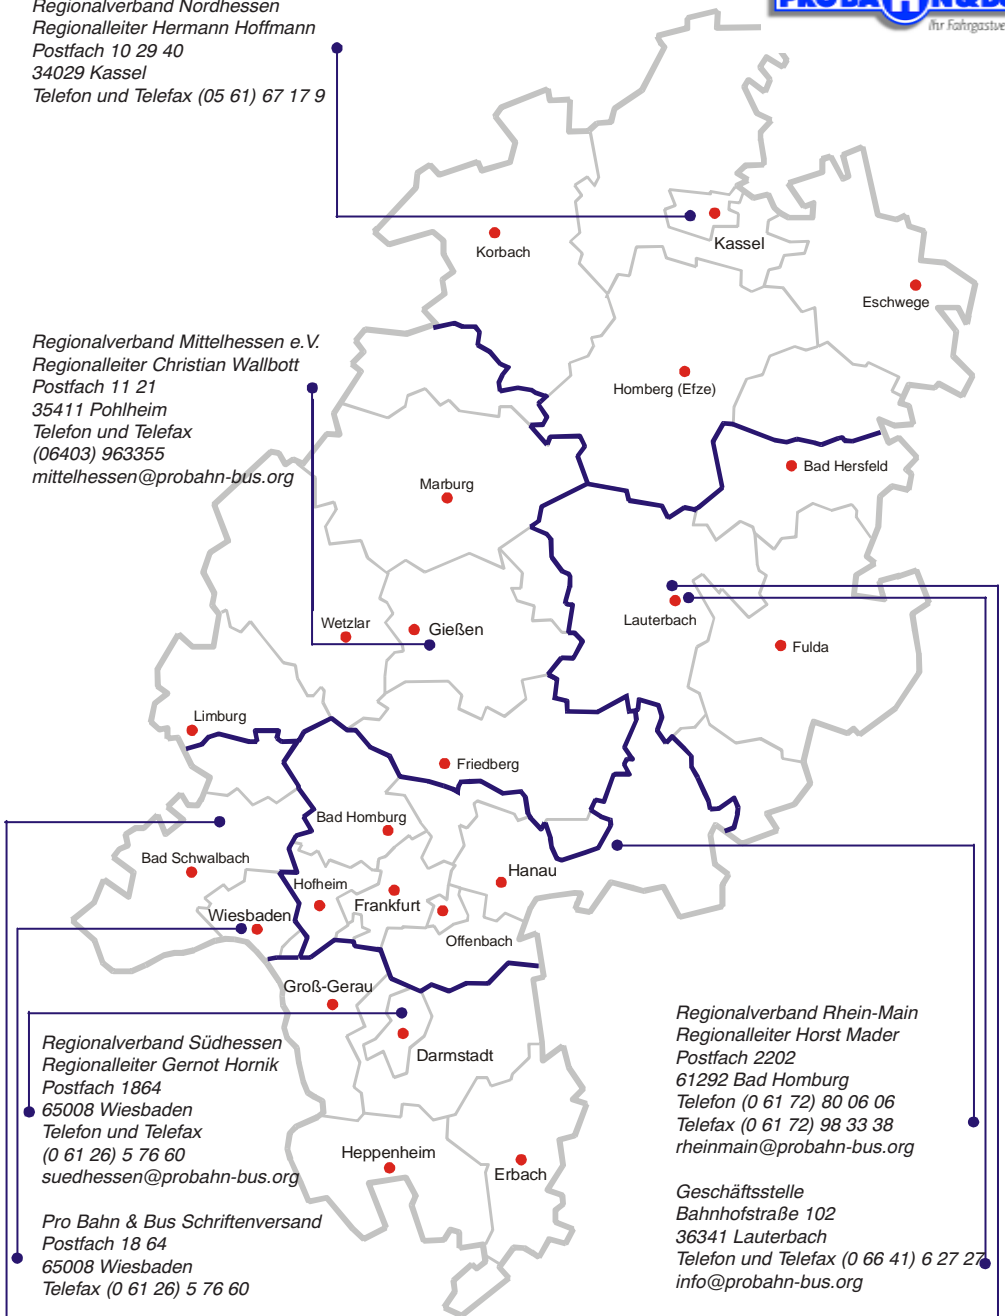 Regionalverband Nordhessen
Regionalleiter Hermann Hoffmann
Postfach 10 29 40
34029 Kassel
Telefon und Telefax (05 61) 67 17 9
Ihr Fahrgastve
Kassel
Korbach
Eschwege
Regionalverband Mittelhessen e.V.
Regionalleiter Christian Wallbott
Postfach 11 21
35411 Pohlheim
Telefon und Telefax
(06403) 963355
mittelhessen@probahn-bus.org
Homberg (Efze)
Bad Hersfeld
Marburg
Wetzlar
Gießen
Lauterbach
Fulda
Limburg
Friedberg
Bad Homburg
Bad Schwalbach
Hofheim
Hanau
Frankfurt
Wiesbaden
Offenbach
Groß-Gerau
Darmstadt
Heppenheim
Erbach
Regionalverband Südhessen
Regionalleiter Gernot Hornik
Postfach 1864
65008 Wiesbaden
Telefon und Telefax
(0 61 26) 5 76 60
suedhessen@probahn-bus.org
Pro Bahn & Bus Schriftenversand
Postfach 18 64
65008 Wiesbaden
Telefax (0 61 26) 5 76 60
Regionalverband Rhein-Main
Regionalleiter Horst Mader
Postfach 2202
61292 Bad Homburg
Telefon (0 61 72) 80 06 06
Telefax (0 61 72) 98 33 38
rheinmain@probahn-bus.org
Geschäftsstelle
Bahnhofstraße 102
36341 Lauterbach
Telefon und Telefax (0 66 41) 6 27 27
info@probahn-bus.org